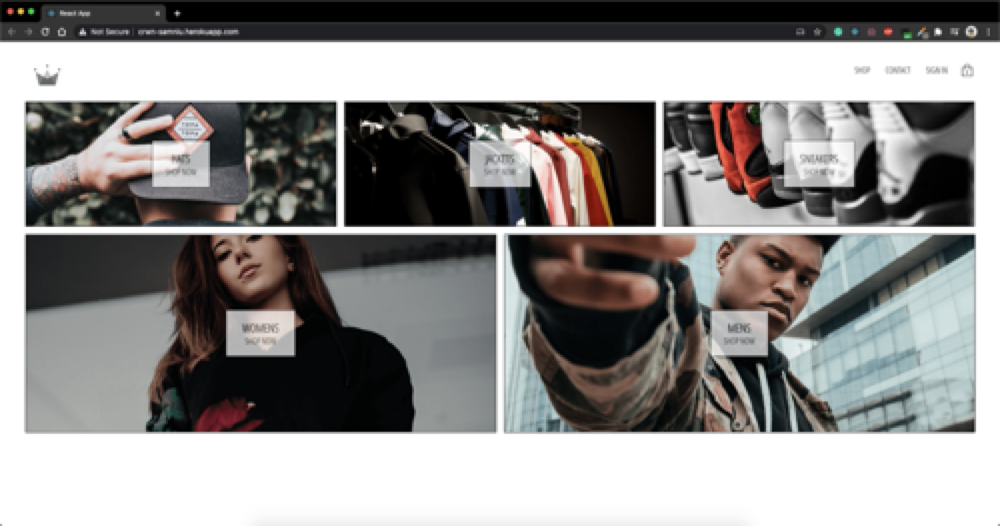 React App
Not Secure
crwn-samniu.herokuapp.com
SHOP
CONTACT
SIGN IN
HATS
SHOP NOW
JACKETS
SHOP NOW
SNEAKERS
SHOP NOW
WOMENS
SHOP NOW
MENS
SHOP NOW